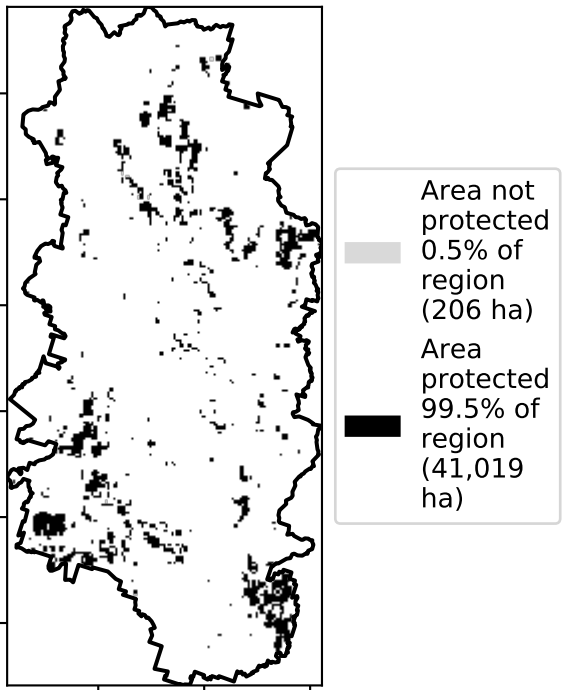 Area not
protected
0.5% of
region
(206 ha)
Area
protected
99.5% of
region
(41,019
ha)